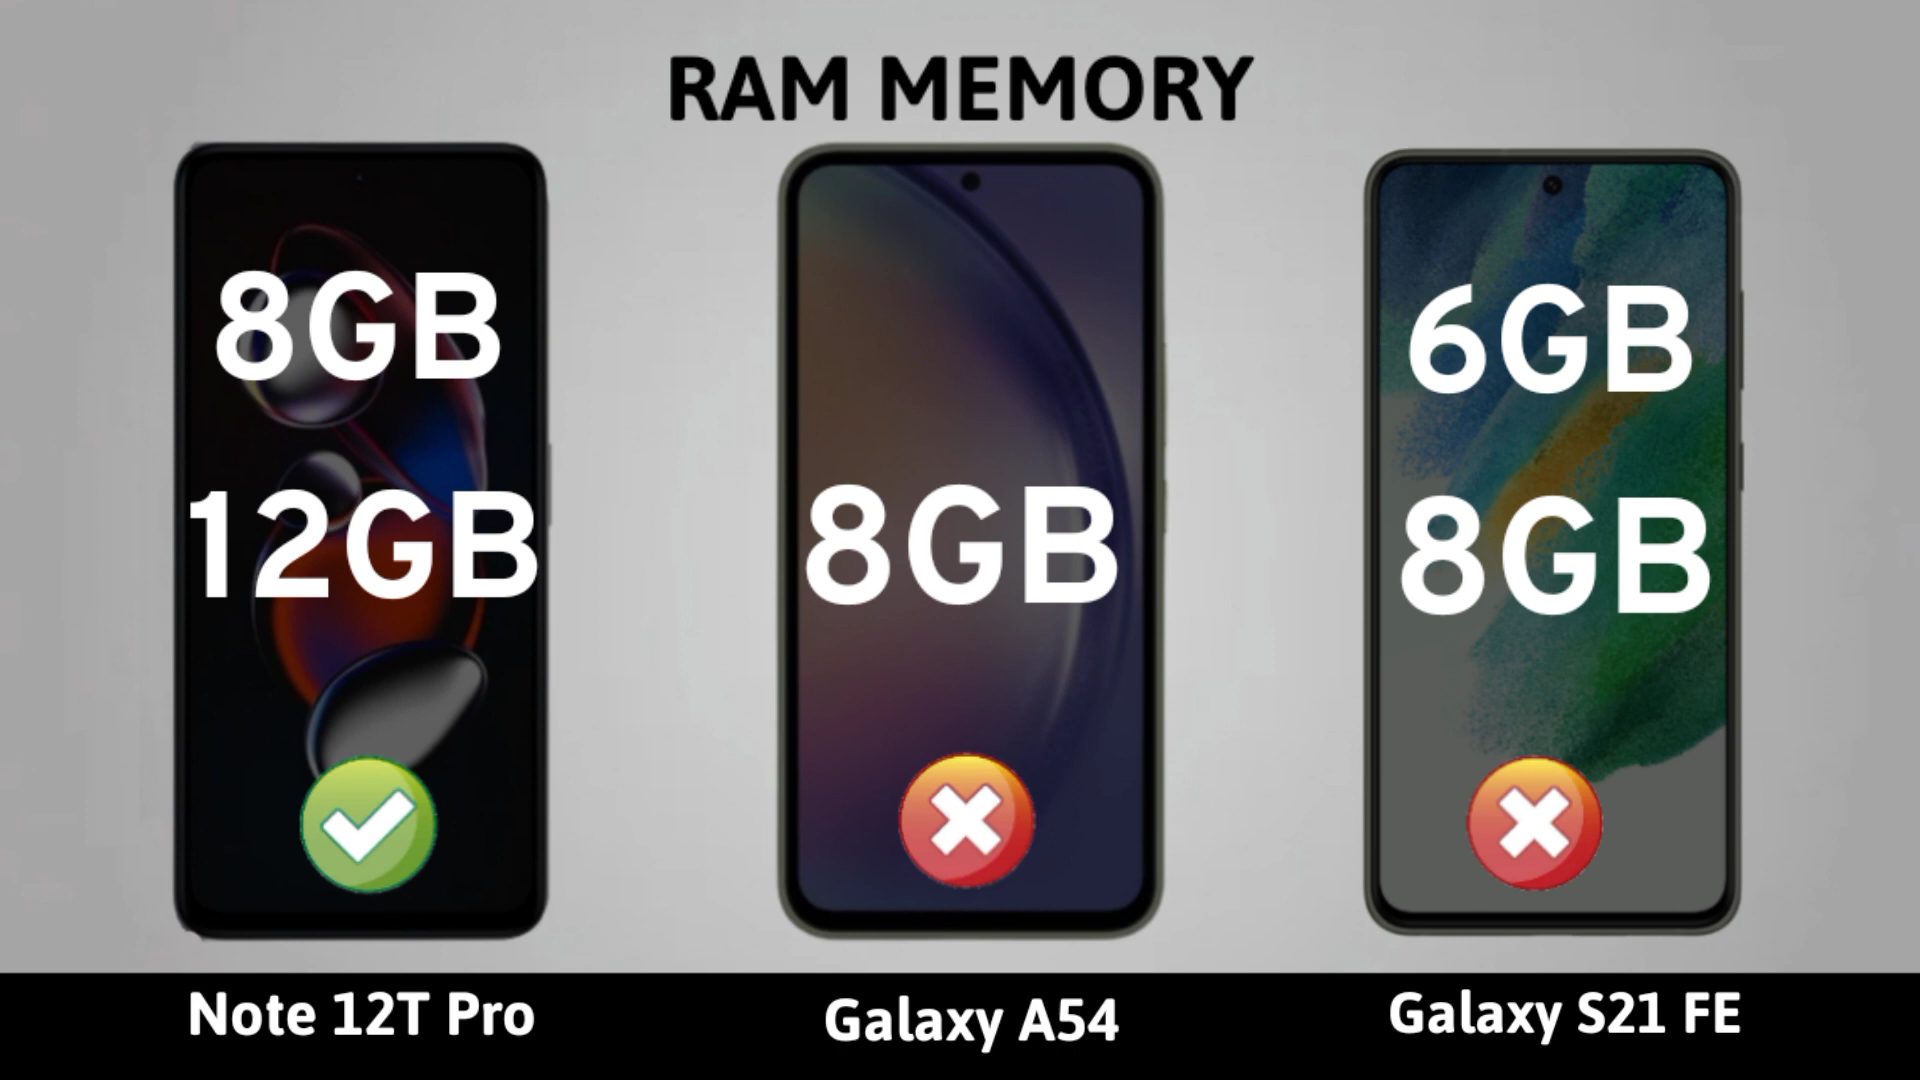 RAM MEMORY
8GB
12GB
8GB
6GB
8GB
Note 12T Pro
Galaxy A54
Galaxy S21 FE